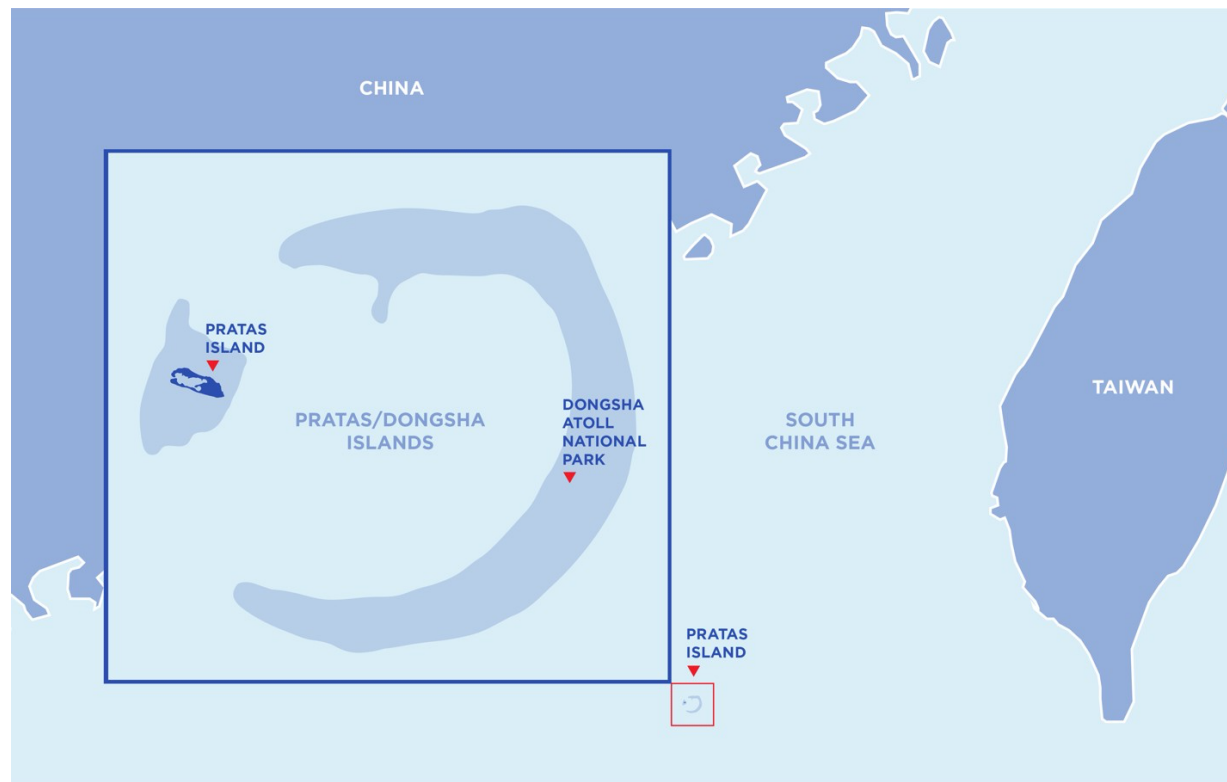 CHINA
PRATAS
ISLAND
PRATAS/DONGSHA
ISLANDS
DONGSHA
ATOLL
NATIONAL
PARK
SOUTH
CHINA SEA
TAIWAN
PRATAS
ISLAND